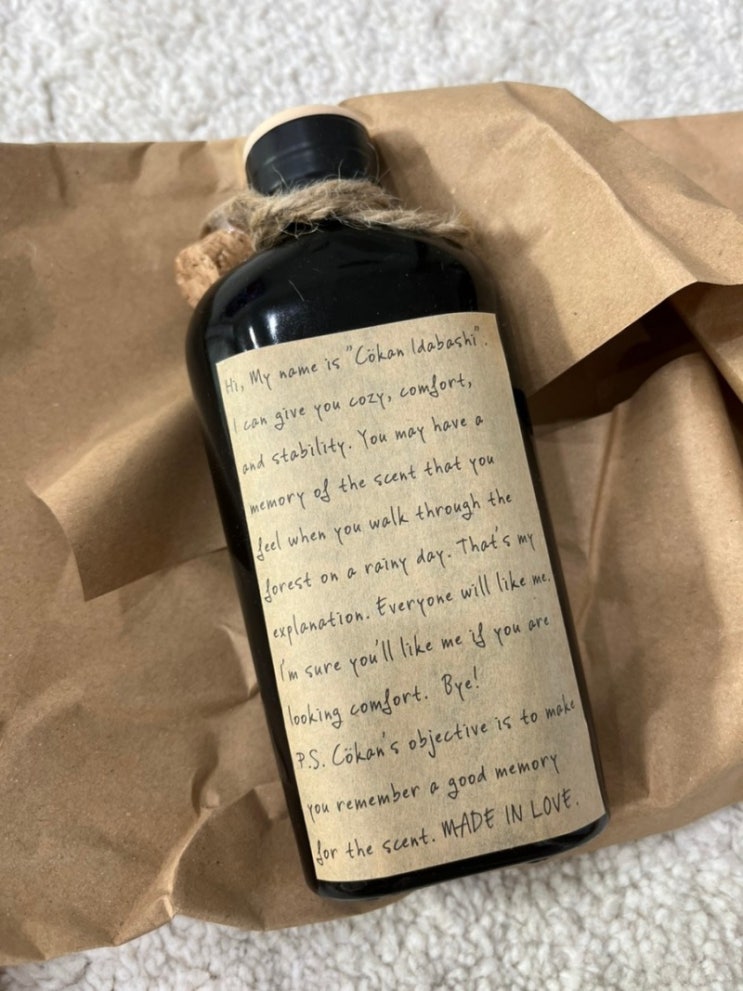 Hi, My name is "Cökan Idabashi".
I can give you cozy, comfort,
and stability. You may have a
memory of the scent that you
feel when you walk through the
forest on a rainy day. That's my
explanation. Everyone will like me.
I'm sure you'll like me if you are
looking comfort. Bye!
P.S. Cökan's objective is to make
you remember a good memory
for the scent. MADE IN LOVE.